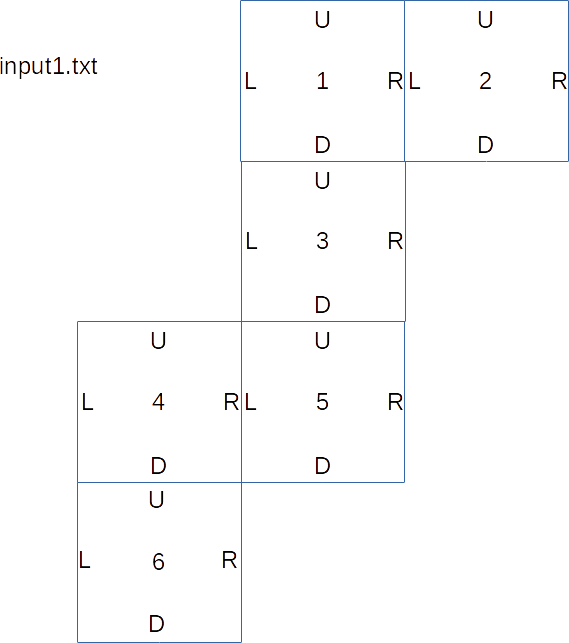 U U
input1.txt
L 1 R L 2 R
D D
U
L 3 R
D
U U
L 4 R L 5 R
D D
U
L 6 R
D